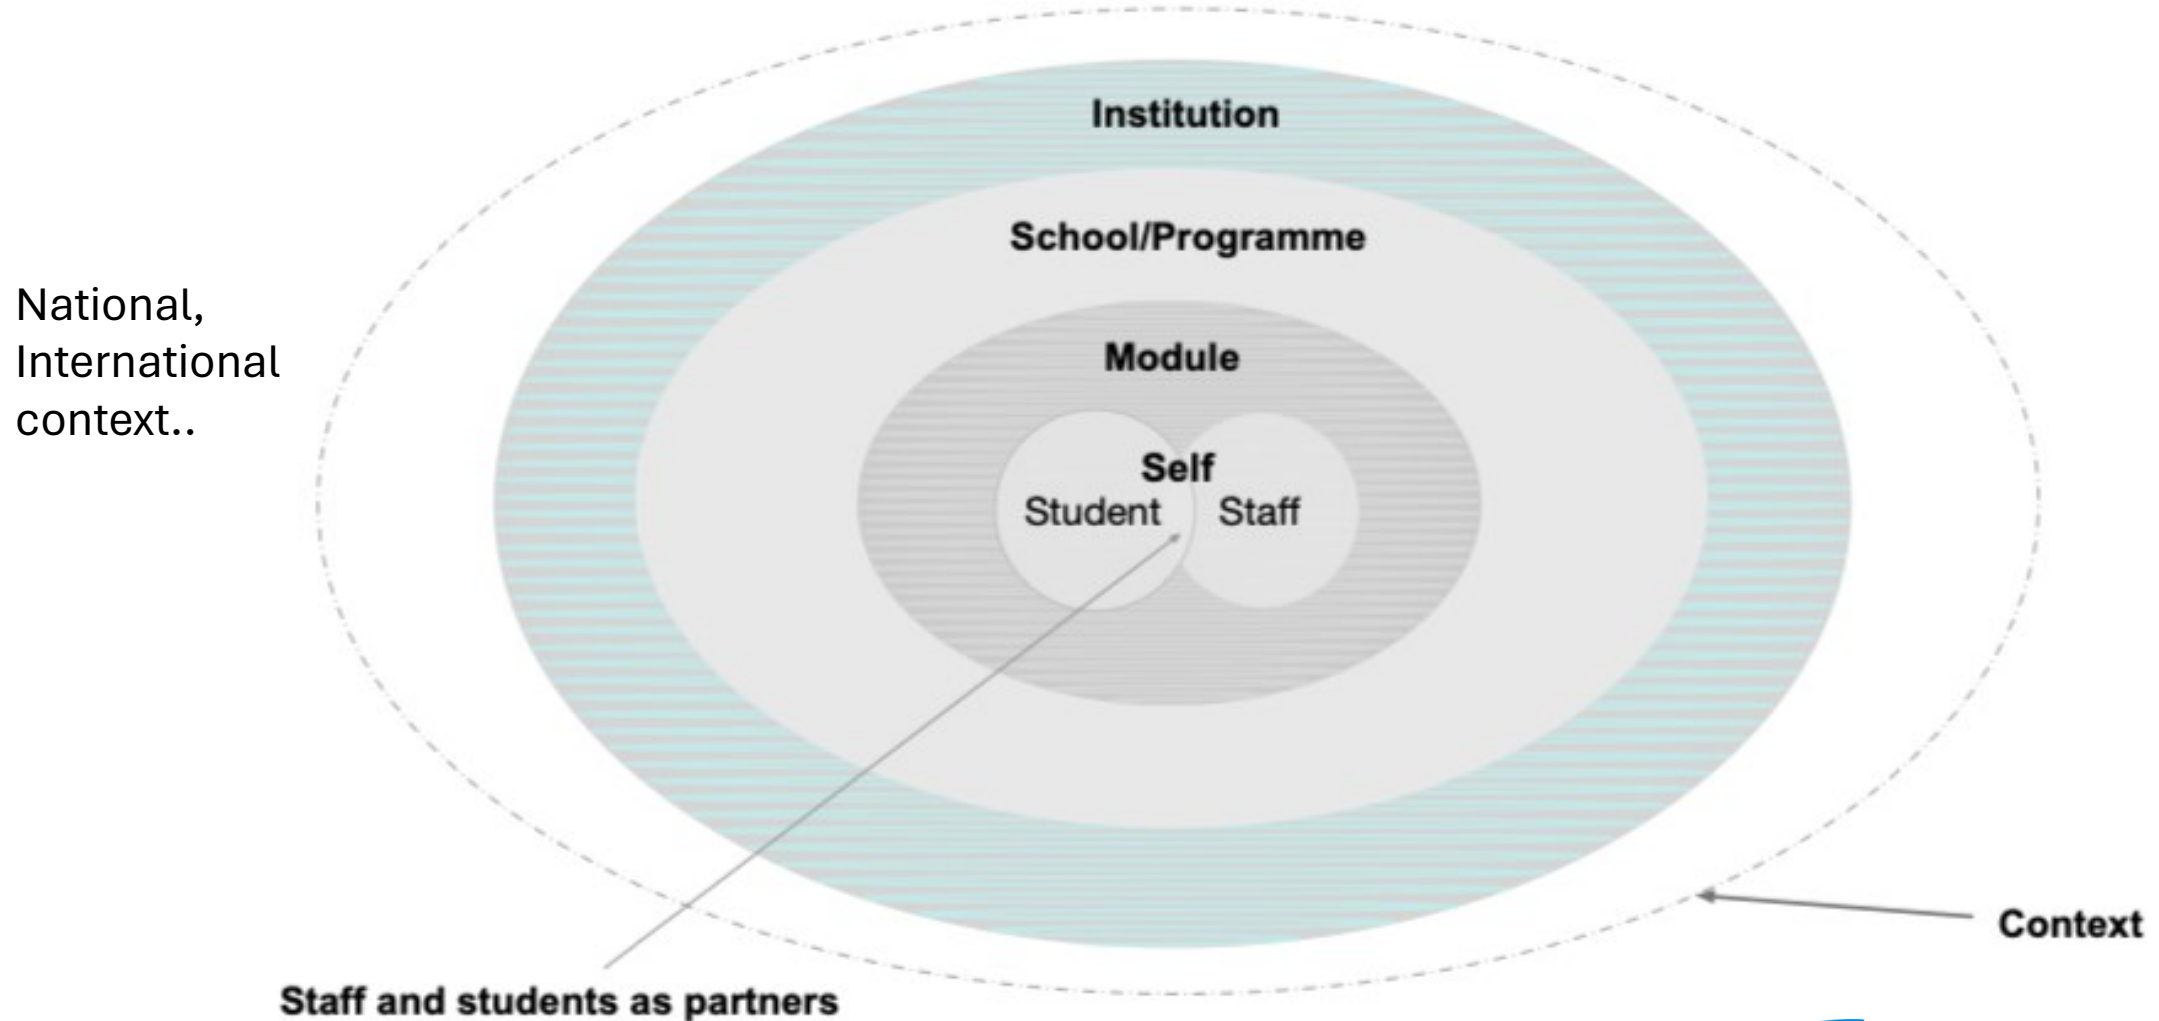 Institution
School/Programme
National,
International
context..
Module
Self
Student
Staff
Context
Staff and students as partners